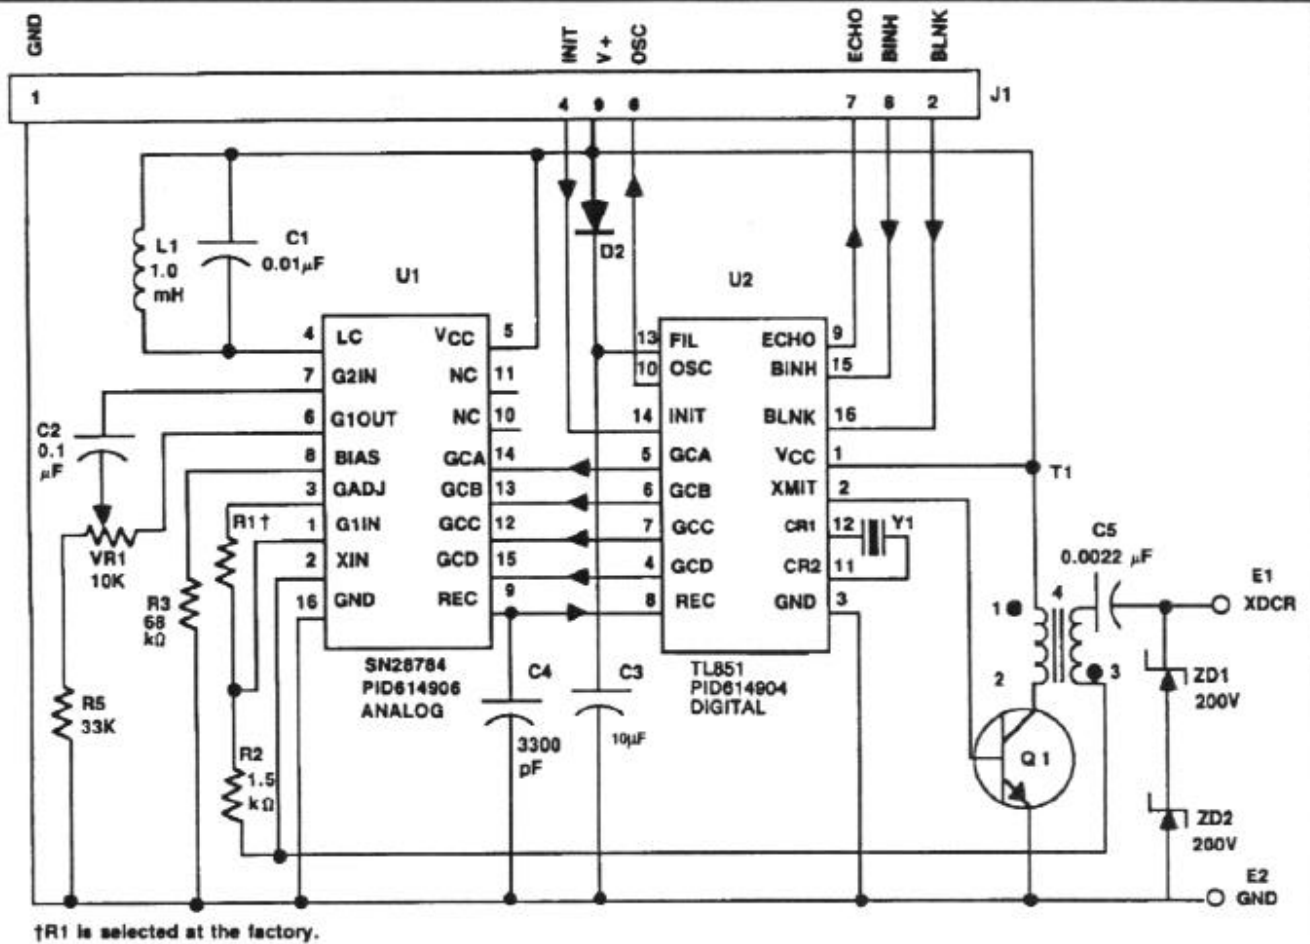 GND
INIT
V+
OSC
ECHO
BINH
BLNK
1
4
9
6
7
8
2
J1
L1
1.0
mH
C1
0.01µF
D2
U1
U2
4
LC
VCC
5
7
G2IN
NC
11
6
G1OUT
NC
10
8
BIAS
GCA
14
3
GADJ
GCB
13
1
G1IN
GCC
12
2
XIN
GCD
15
16
GND
REC
9
13
FIL
ECHO
9
10
OSC
BINH
15
14
INIT
BLNK
16
5
GCA
VCC
1
6
GCB
XMIT
2
7
GCC
CR1
12
4
GCD
CR2
11
8
REC
GND
3
Y1
T1
C2
0.1
µF
VR1
10K
R1†
R3
68
kΩ
R5
33K
R2
1.5
kΩ
SN28784
PID614906
ANALOG
C4
3300
pF
C3
10µF
TL851
PID614904
DIGITAL
C5
0.0022 µF
1
4
2
3
Q1
E1
XDCR
ZD1
200V
ZD2
200V
E2
GND
†R1 is selected at the factory.